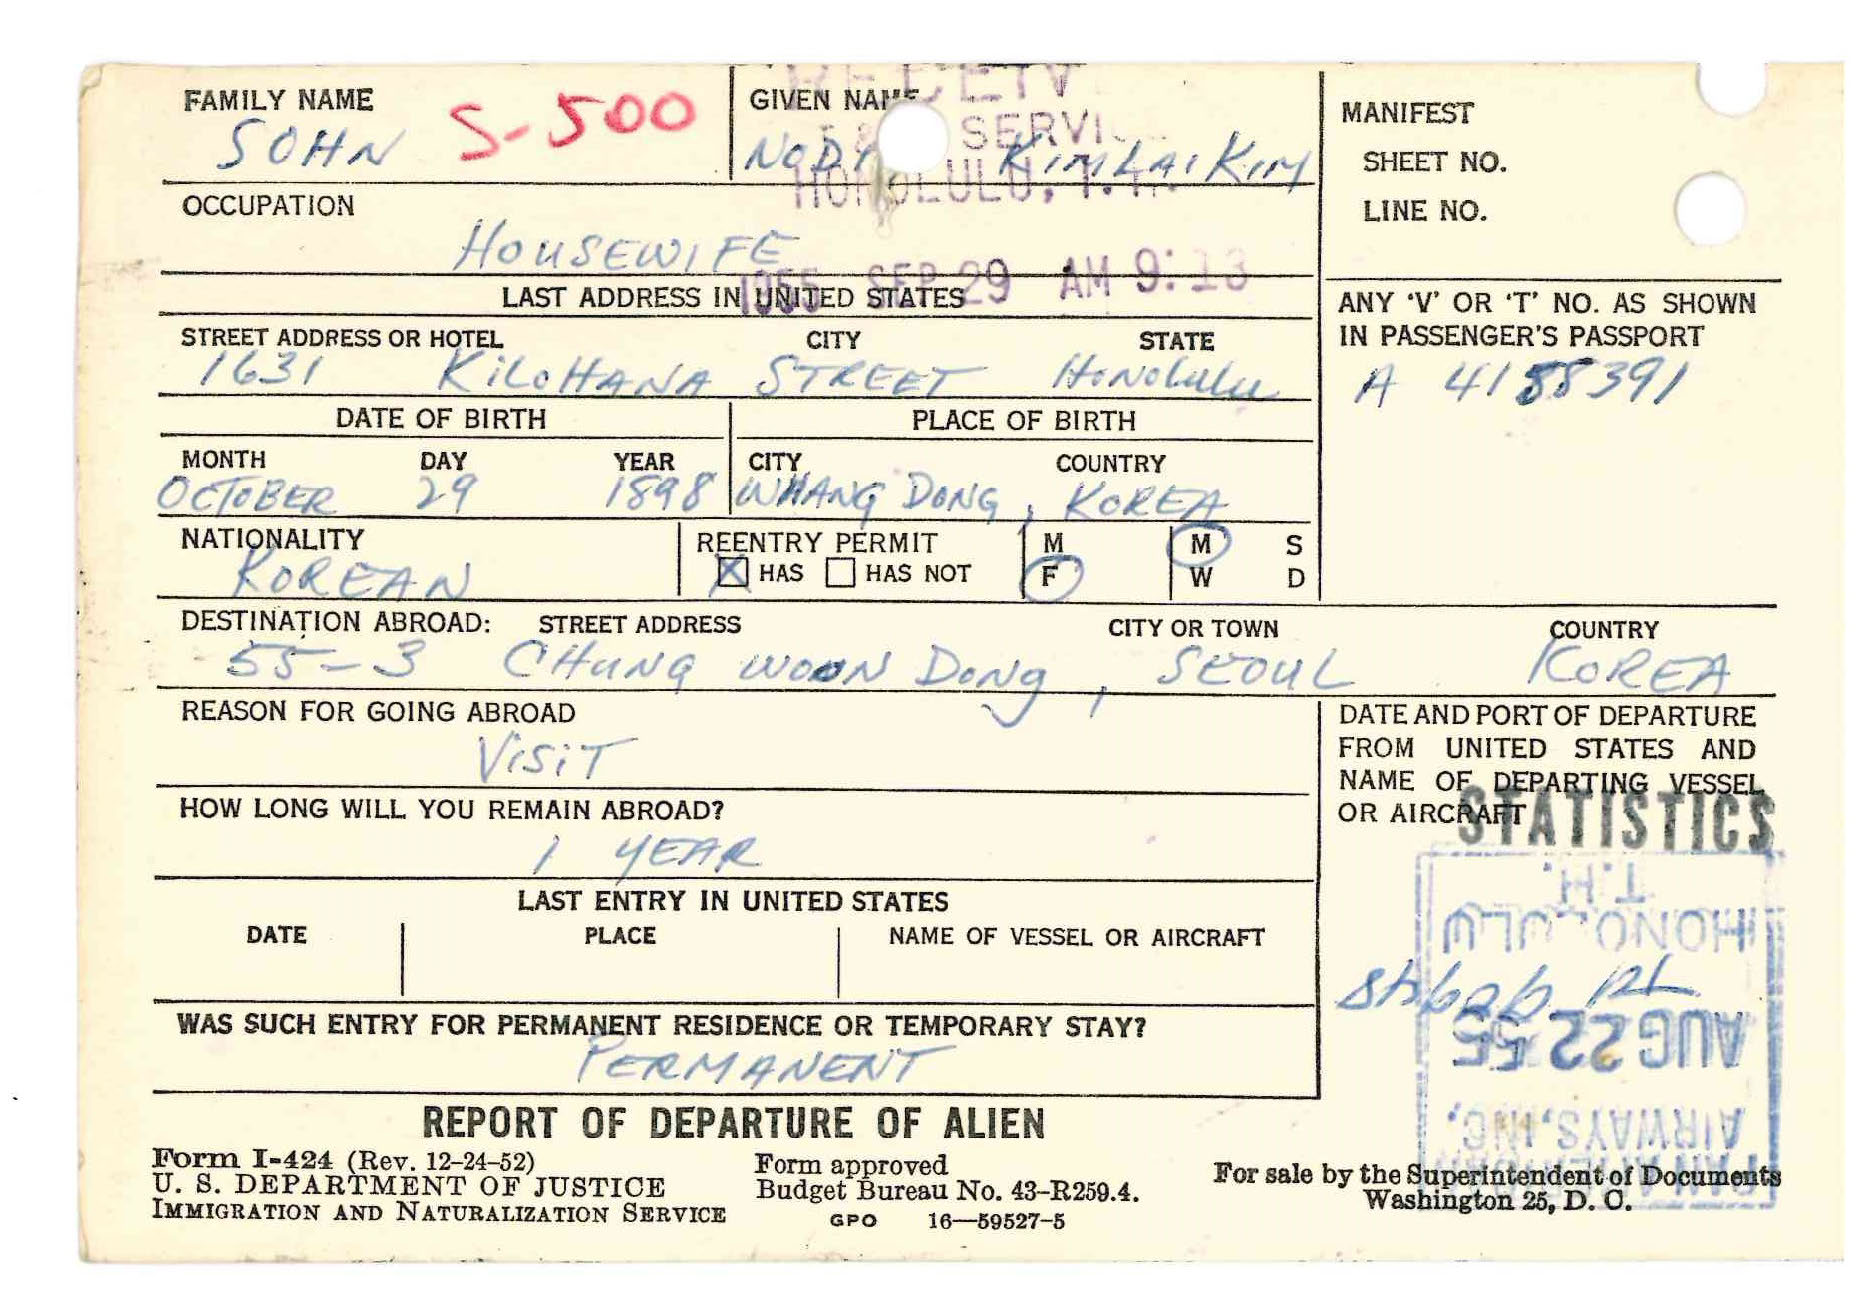 FAMILY NAME
SOHN
S-500
GIVEN NAME
NODI KIMLAI KIM
RECEIV
SERVI
HONOLULU, T.H.
MANIFEST
SHEET NO.
LINE NO.
OCCUPATION
HOUSEWIFE
1955 SEP 29 AM 9:13
LAST ADDRESS IN UNITED STATES
STREET ADDRESS OR HOTEL CITY STATE
1631 KILOHANA STREET HONOLULU
ANY 'V' OR 'T' NO. AS SHOWN
IN PASSENGER'S PASSPORT
A 4188391
DATE OF BIRTH PLACE OF BIRTH
MONTH DAY YEAR CITY COUNTRY
OCTOBER 29 1898 WHANG DONG, KOREA
NATIONALITY
KOREAN
REENTRY PERMIT
X HAS HAS NOT
M
F
M S
W D
DESTINATION ABROAD: STREET ADDRESS CITY OR TOWN COUNTRY
55-3 CHUNG WOON DONG, SEOUL KOREA
REASON FOR GOING ABROAD
VISIT
HOW LONG WILL YOU REMAIN ABROAD?
1 YEAR
DATE AND PORT OF DEPARTURE
FROM UNITED STATES AND
NAME OF DEPARTING VESSEL
OR AIRCRAFT
STATISTICS
LAST ENTRY IN UNITED STATES
DATE PLACE NAME OF VESSEL OR AIRCRAFT
WAS SUCH ENTRY FOR PERMANENT RESIDENCE OR TEMPORARY STAY?
PERMANENT
PAN AMERICAN
AIRWAYS, INC.
AUG 22 55
HONOLULU
T.H.
REPORT OF DEPARTURE OF ALIEN
Form I-424 (Rev. 12-24-52)
U. S. DEPARTMENT OF JUSTICE
IMMIGRATION AND NATURALIZATION SERVICE
Form approved
Budget Bureau No. 43-R259.4.
GPO 16—59527-5
For sale by the Superintendent of Documents
Washington 25, D. C.